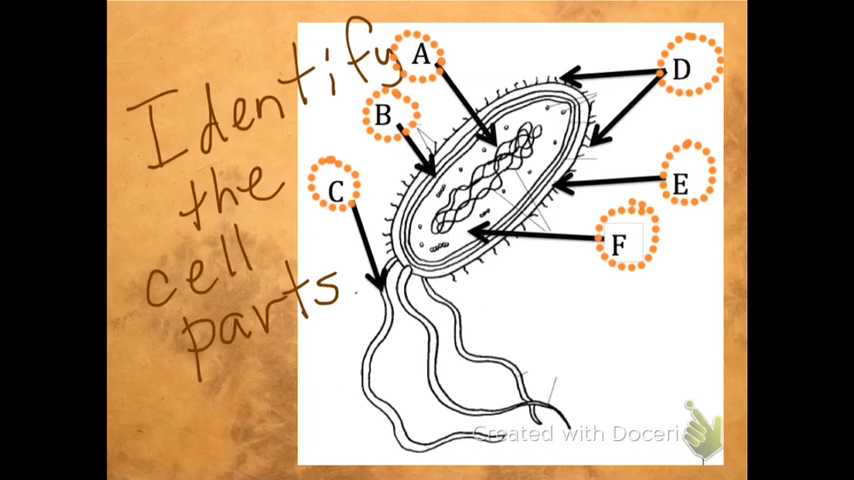 Identify
the
cell
parts
A
B
C
D
E
F
Created with Doceri